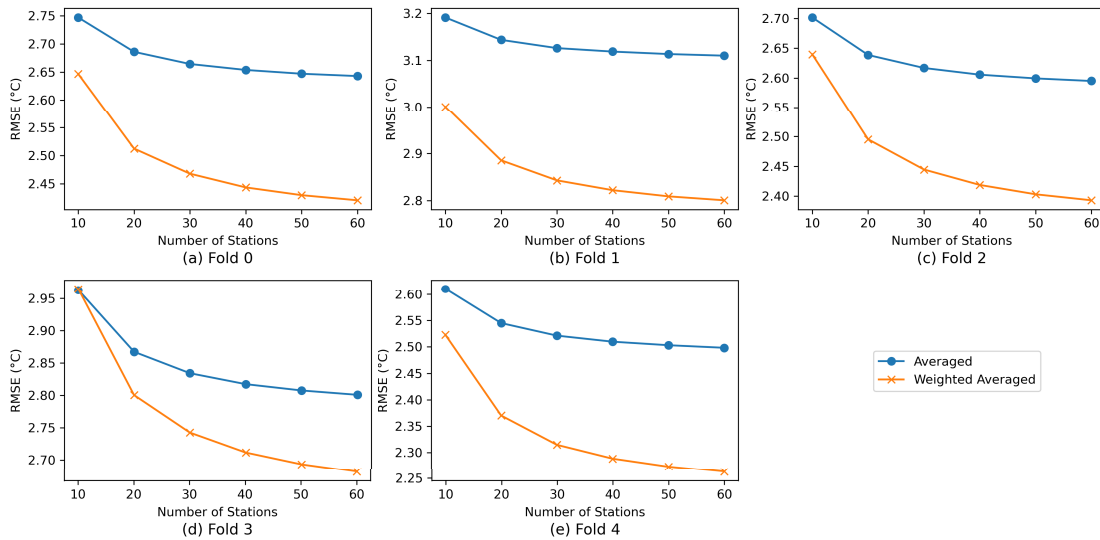 2.75
2.70
2.65
2.60
2.55
2.50
2.45
RMSE (°C)
10 20 30 40 50 60
Number of Stations
(a) Fold 0
3.2
3.1
3.0
2.9
2.8
RMSE (°C)
10 20 30 40 50 60
Number of Stations
(b) Fold 1
2.70
2.65
2.60
2.55
2.50
2.45
2.40
RMSE (°C)
10 20 30 40 50 60
Number of Stations
(c) Fold 2
2.95
2.90
2.85
2.80
2.75
2.70
RMSE (°C)
10 20 30 40 50 60
Number of Stations
(d) Fold 3
2.60
2.55
2.50
2.45
2.40
2.35
2.30
2.25
RMSE (°C)
10 20 30 40 50 60
Number of Stations
(e) Fold 4
Averaged
Weighted Averaged